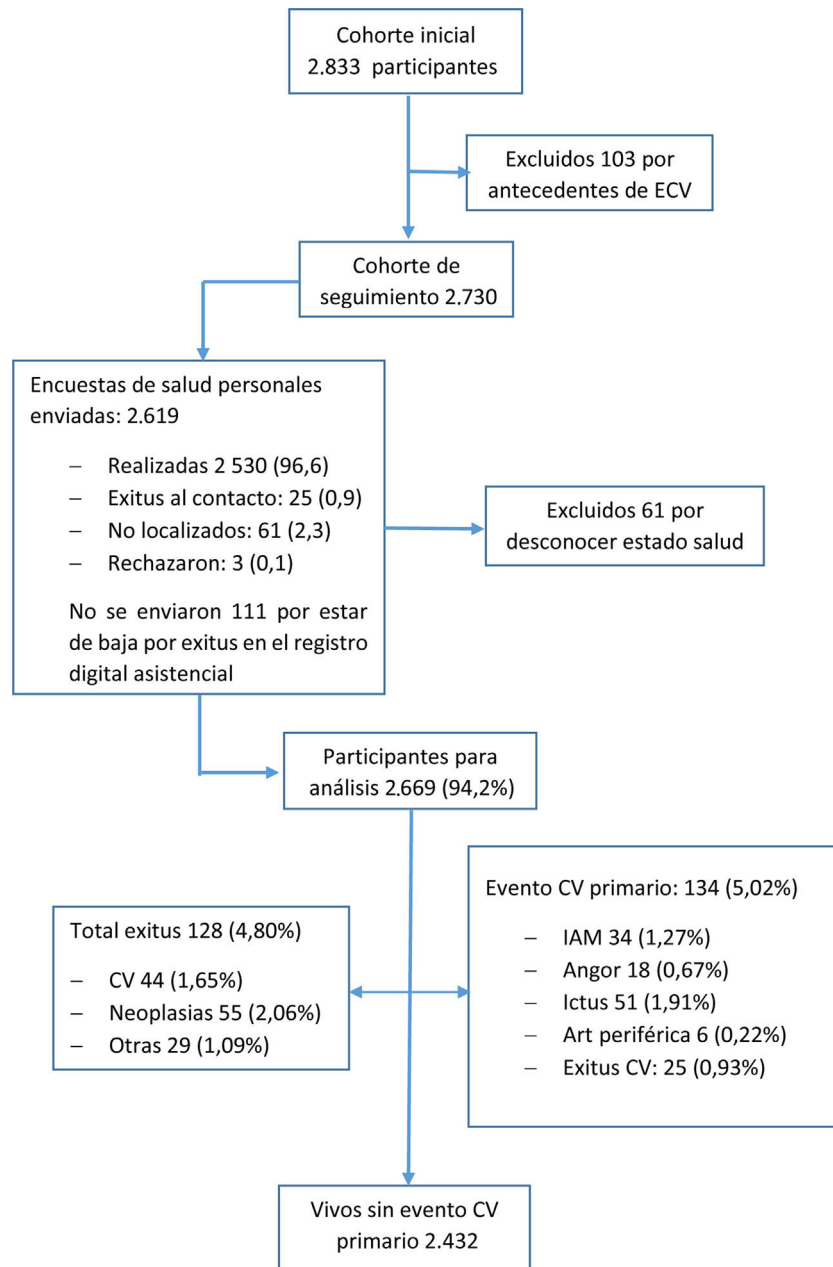 Cohorte inicial
2.833 participantes
Excluidos 103 por
antecedentes de ECV
Cohorte de
seguimiento 2.730
Encuestas de salud personales
enviadas: 2.619
– Realizadas 2 530 (96,6)
– Exitus al contacto: 25 (0,9)
– No localizados: 61 (2,3)
– Rechazaron: 3 (0,1)
No se enviaron 111 por estar
de baja por exitus en el registro
digital asistencial
Excluidos 61 por
desconocer estado salud
Participantes para
análisis 2.669 (94,2%)
Total exitus 128 (4,80%)
– CV 44 (1,65%)
– Neoplasias 55 (2,06%)
– Otras 29 (1,09%)
Evento CV primario: 134 (5,02%)
– IAM 34 (1,27%)
– Angor 18 (0,67%)
– Ictus 51 (1,91%)
– Art periférica 6 (0,22%)
– Exitus CV: 25 (0,93%)
Vivos sin evento CV
primario 2.432